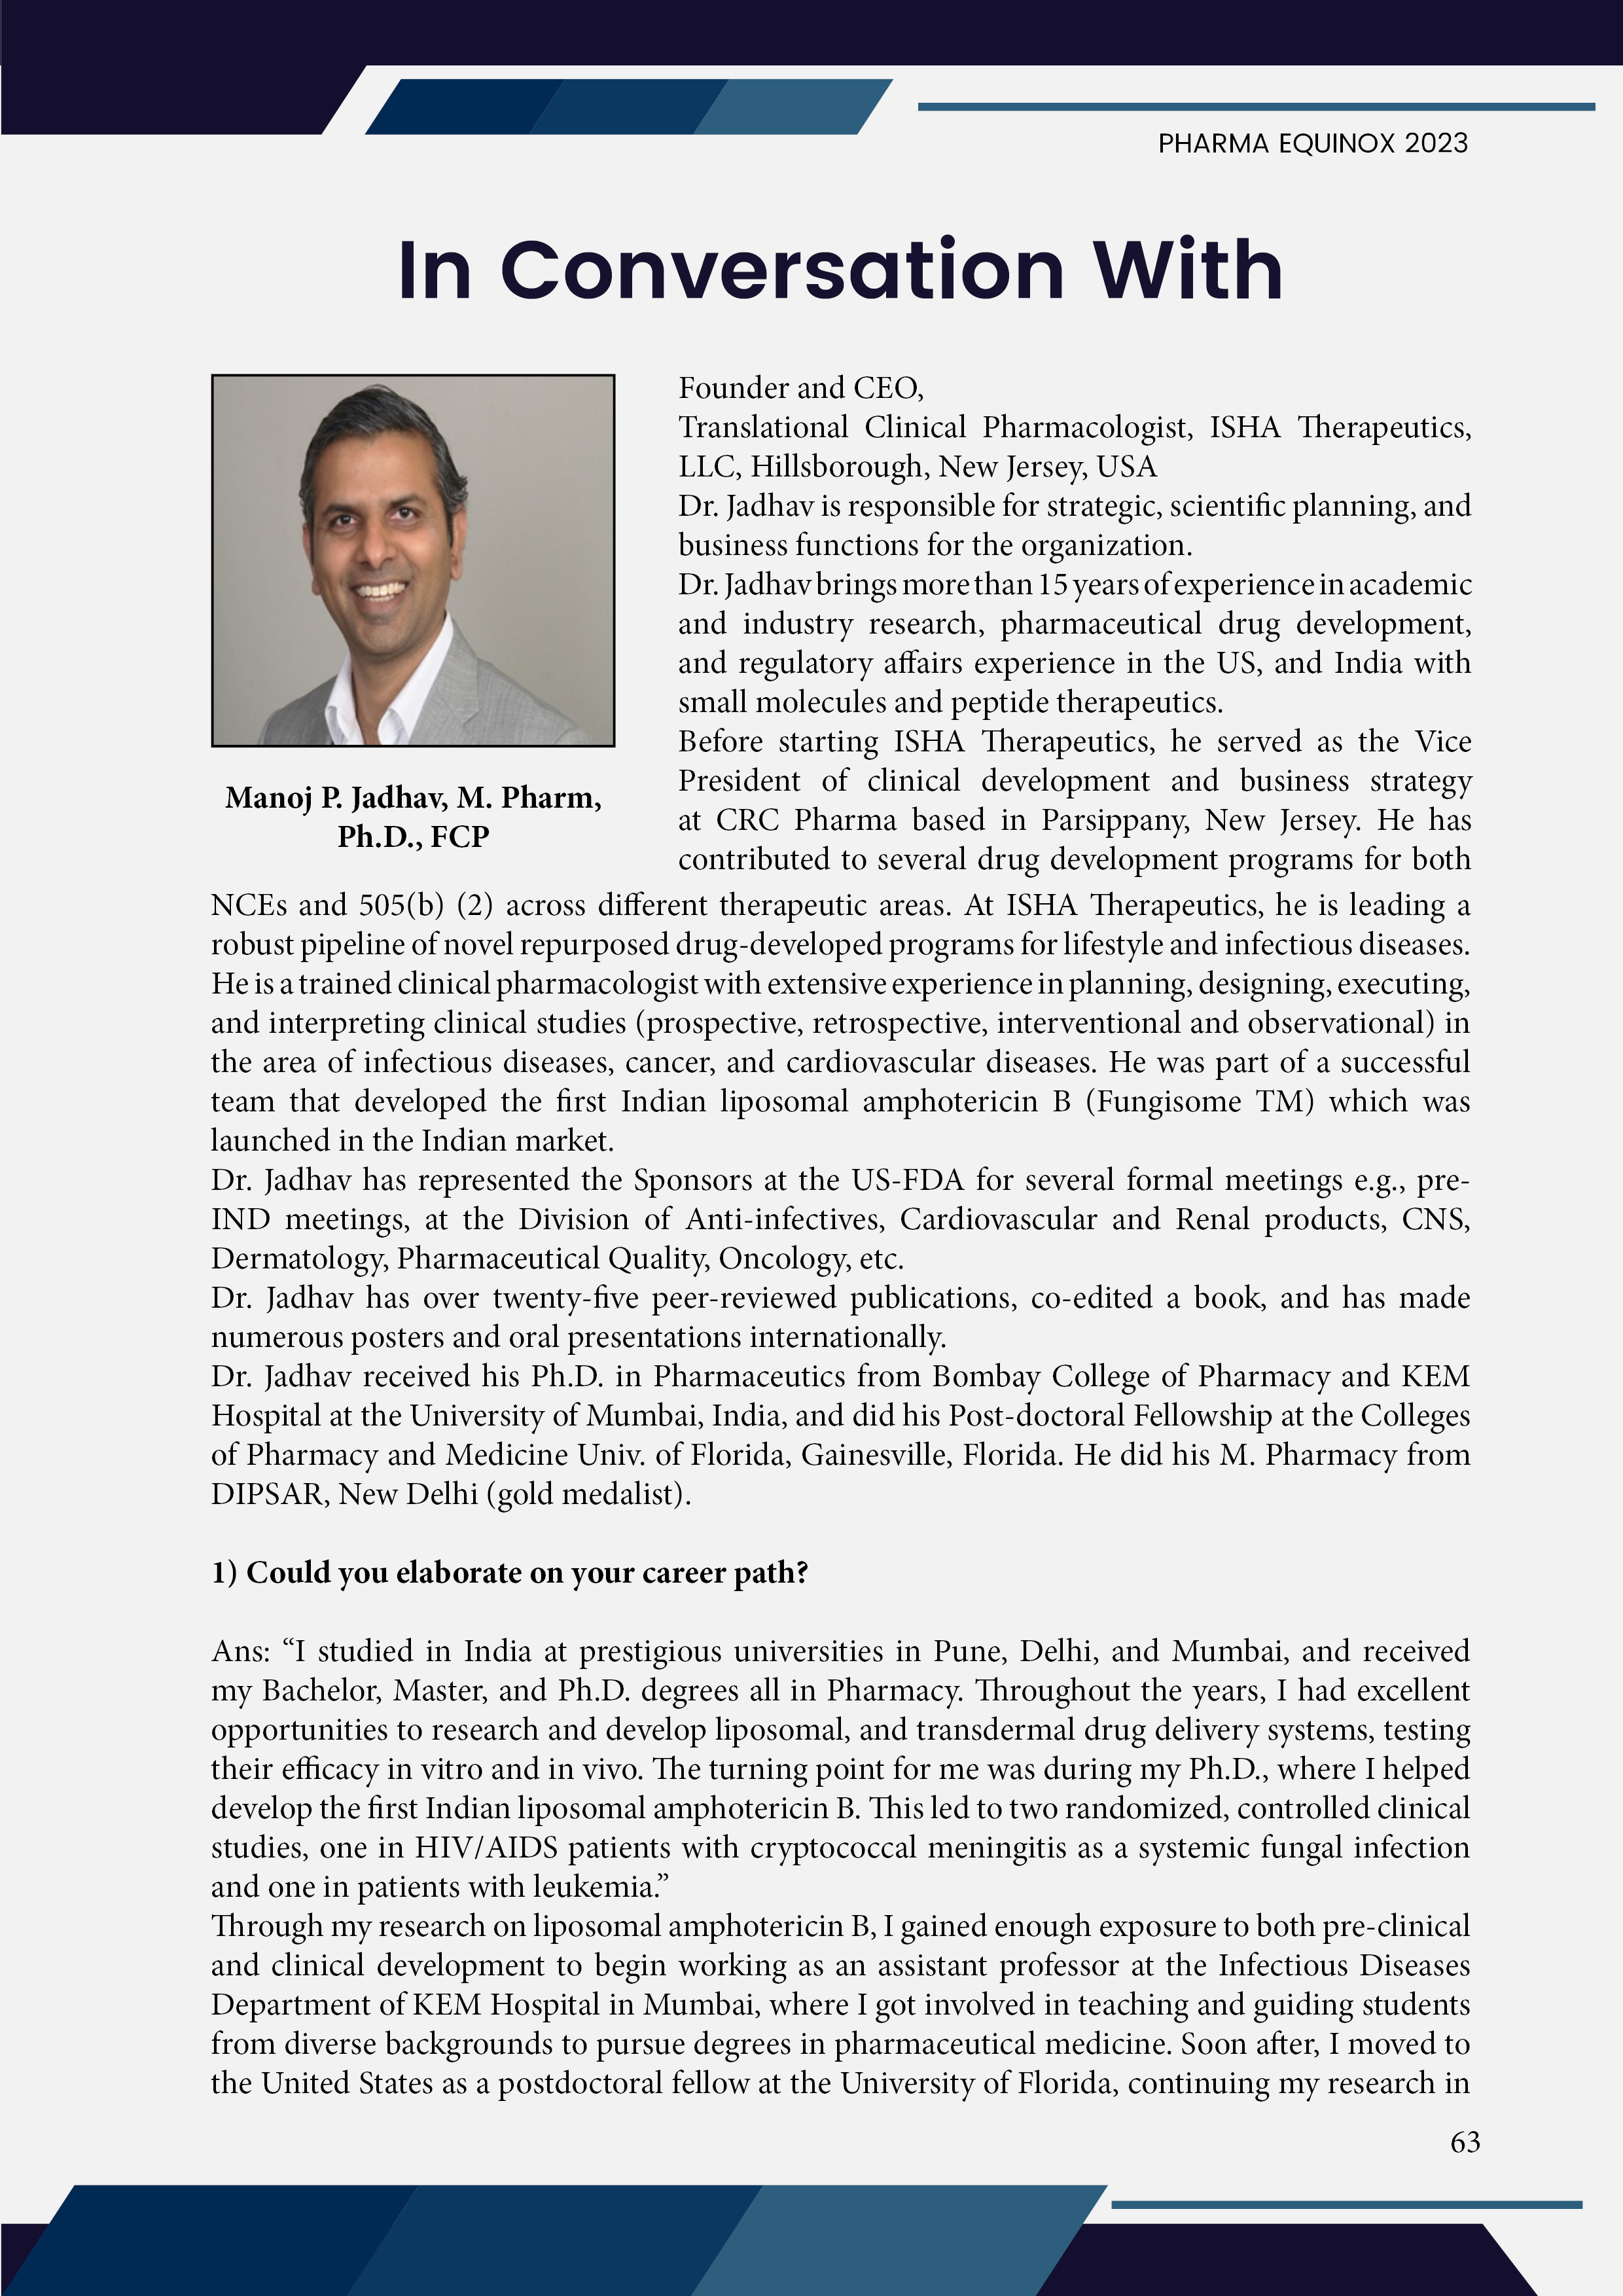 PHARMA EQUINOX 2023
In Conversation With
Founder and CEO,
Translational Clinical Pharmacologist, ISHA Therapeutics,
LLC, Hillsborough, New Jersey, USA
Dr. Jadhav is responsible for strategic, scientific planning, and
business functions for the organization.
Dr. Jadhav brings more than 15 years of experience in academic
and industry research, pharmaceutical drug development,
and regulatory affairs experience in the US, and India with
small molecules and peptide therapeutics.
Before starting ISHA Therapeutics, he served as the Vice
President of clinical development and business strategy
at CRC Pharma based in Parsippany, New Jersey. He has
contributed to several drug development programs for both
Manoj P. Jadhav, M. Pharm,
Ph.D., FCP
NCEs and 505(b) (2) across different therapeutic areas. At ISHA Therapeutics, he is leading a
robust pipeline of novel repurposed drug-developed programs for lifestyle and infectious diseases.
He is a trained clinical pharmacologist with extensive experience in planning, designing, executing,
and interpreting clinical studies (prospective, retrospective, interventional and observational) in
the area of infectious diseases, cancer, and cardiovascular diseases. He was part of a successful
team that developed the first Indian liposomal amphotericin B (Fungisome TM) which was
launched in the Indian market.
Dr. Jadhav has represented the Sponsors at the US-FDA for several formal meetings e.g., pre-
IND meetings, at the Division of Anti-infectives, Cardiovascular and Renal products, CNS,
Dermatology, Pharmaceutical Quality, Oncology, etc.
Dr. Jadhav has over twenty-five peer-reviewed publications, co-edited a book, and has made
numerous posters and oral presentations internationally.
Dr. Jadhav received his Ph.D. in Pharmaceutics from Bombay College of Pharmacy and KEM
Hospital at the University of Mumbai, India, and did his Post-doctoral Fellowship at the Colleges
of Pharmacy and Medicine Univ. of Florida, Gainesville, Florida. He did his M. Pharmacy from
DIPSAR, New Delhi (gold medalist).
1) Could you elaborate on your career path?
Ans: “I studied in India at prestigious universities in Pune, Delhi, and Mumbai, and received
my Bachelor, Master, and Ph.D. degrees all in Pharmacy. Throughout the years, I had excellent
opportunities to research and develop liposomal, and transdermal drug delivery systems, testing
their efficacy in vitro and in vivo. The turning point for me was during my Ph.D., where I helped
develop the first Indian liposomal amphotericin B. This led to two randomized, controlled clinical
studies, one in HIV/AIDS patients with cryptococcal meningitis as a systemic fungal infection
and one in patients with leukemia.”
Through my research on liposomal amphotericin B, I gained enough exposure to both pre-clinical
and clinical development to begin working as an assistant professor at the Infectious Diseases
Department of KEM Hospital in Mumbai, where I got involved in teaching and guiding students
from diverse backgrounds to pursue degrees in pharmaceutical medicine. Soon after, I moved to
the United States as a postdoctoral fellow at the University of Florida, continuing my research in
63